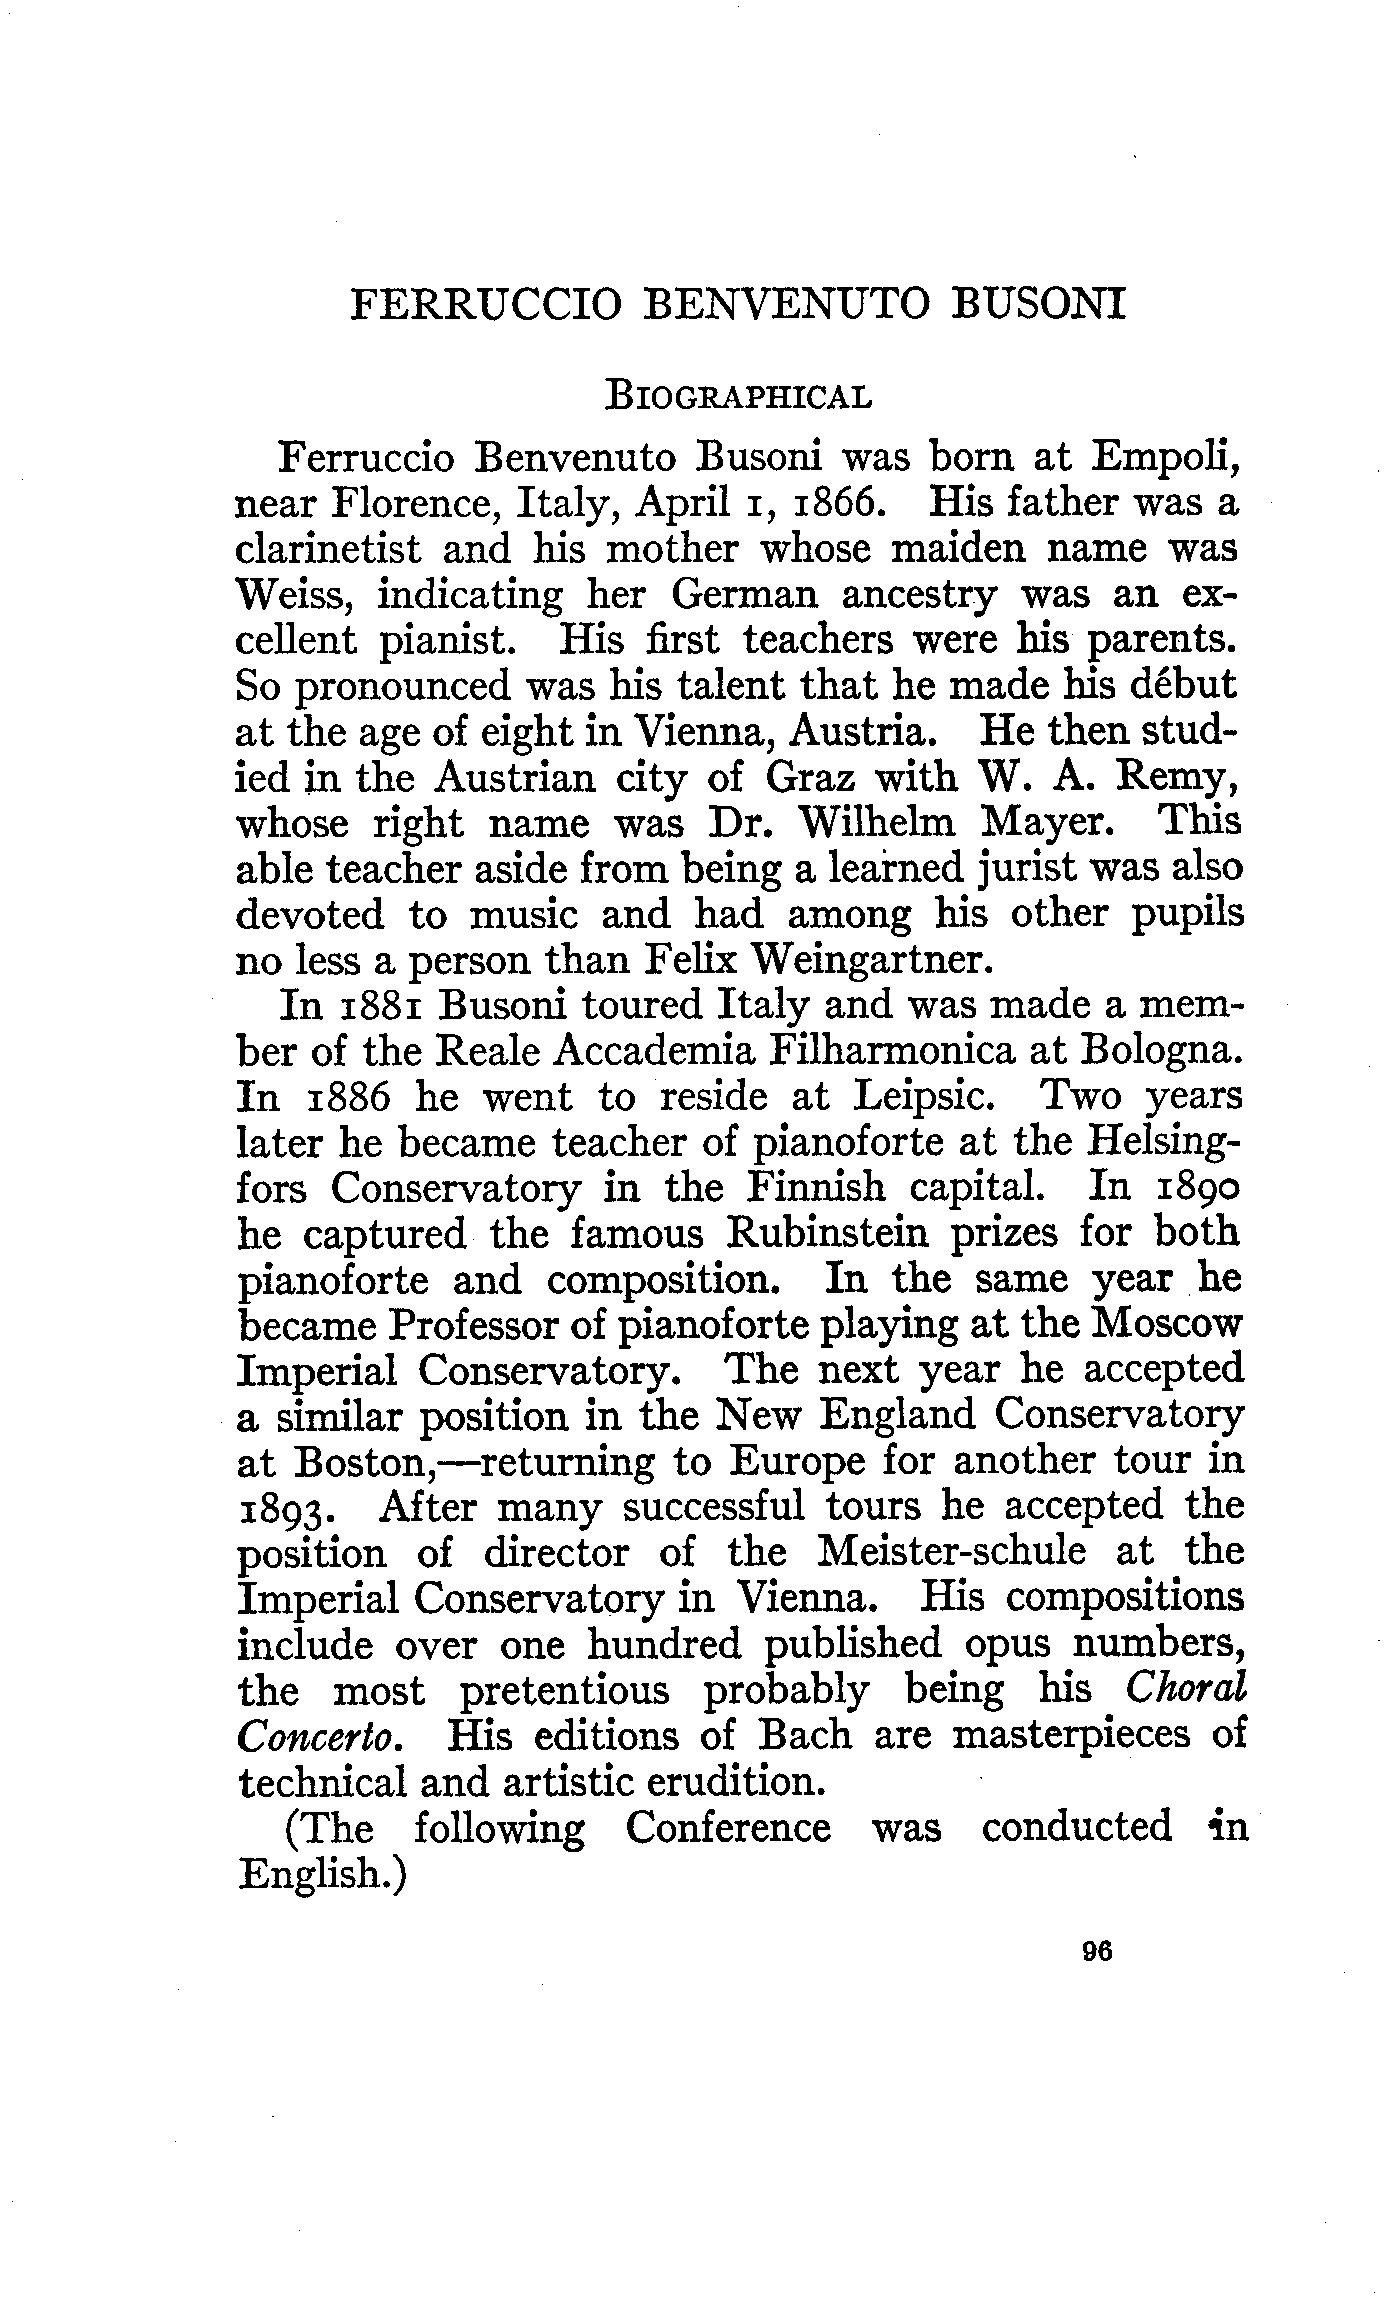 FERRUCCIO BENVENUTO BUSONI
BIOGRAPHICAL
Ferruccio Benvenuto Busoni was born at Empoli,
near Florence, Italy, April 1, 1866. His father was a
clarinetist and his mother whose maiden name was
Weiss, indicating her German ancestry was an ex-
cellent pianist. His first teachers were his parents.
So pronounced was his talent that he made his début
at the age of eight in Vienna, Austria. He then stud-
ied in the Austrian city of Graz with W. A. Remy,
whose right name was Dr. Wilhelm Mayer. This
able teacher aside from being a learned jurist was also
devoted to music and had among his other pupils
no less a person than Felix Weingartner.
In 1881 Busoni toured Italy and was made a mem-
ber of the Reale Accademia Filharmonica at Bologna.
In 1886 he went to reside at Leipsic. Two years
later he became teacher of pianoforte at the Helsing-
fors Conservatory in the Finnish capital. In 1890
he captured the famous Rubinstein prizes for both
pianoforte and composition. In the same year he
became Professor of pianoforte playing at the Moscow
Imperial Conservatory. The next year he accepted
a similar position in the New England Conservatory
at Boston,—returning to Europe for another tour in
1893. After many successful tours he accepted the
position of director of the Meister-schule at the
Imperial Conservatory in Vienna. His compositions
include over one hundred published opus numbers,
the most pretentious probably being his Choral
Concerto. His editions of Bach are masterpieces of
technical and artistic erudition.
(The following Conference was conducted in
English.)
96